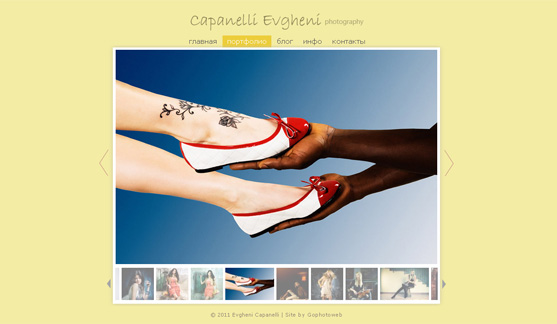 Capanelli Evgheni photography
главная портфолио блог инфо контакты
© 2011 Evgheni Capanelli | Site by Gophotoweb